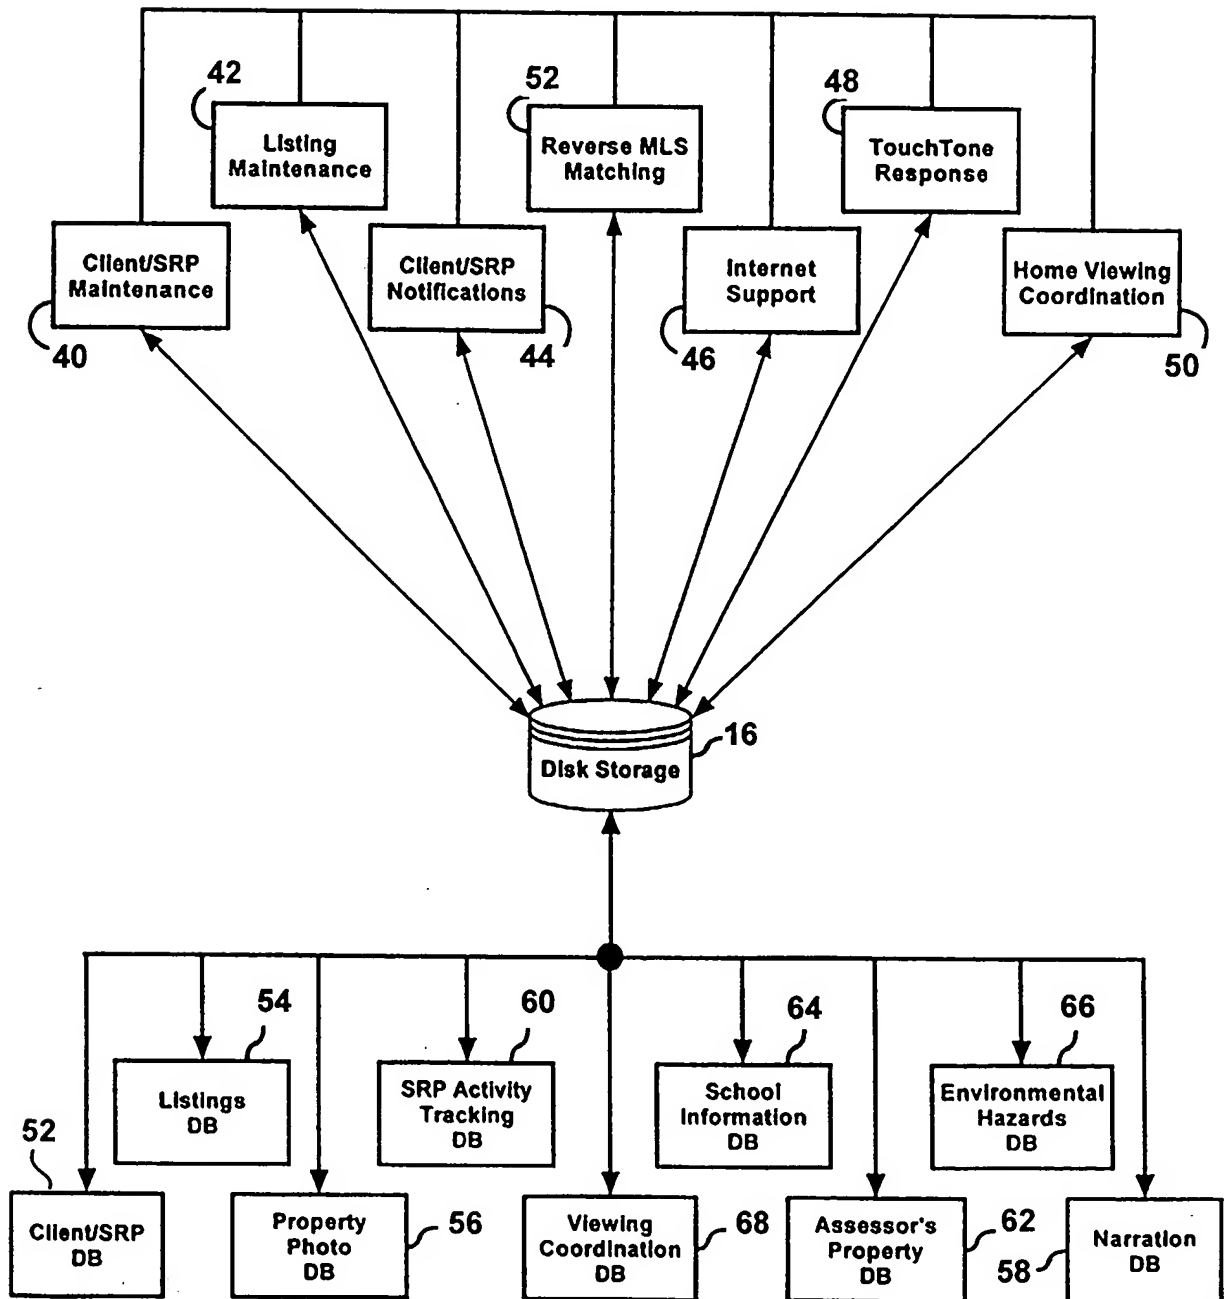 42
52
48
Listing
Maintenance
Reverse MLS
Matching
TouchTone
Response
Client/SRP
Maintenance
Client/SRP
Notifications
Internet
Support
Home Viewing
Coordination
40
44
46
50
16
Disk Storage
54
60
64
66
Listings
DB
SRP Activity
Tracking
DB
School
Information
DB
Environmental
Hazards
DB
52
Client/SRP
DB
Property
Photo
DB
56
Viewing
Coordination
DB
68
Assessor's
Property
DB
62
58
Narration
DB